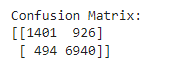 Confusion Matrix:
[[1401  926]
 [ 494 6940]]